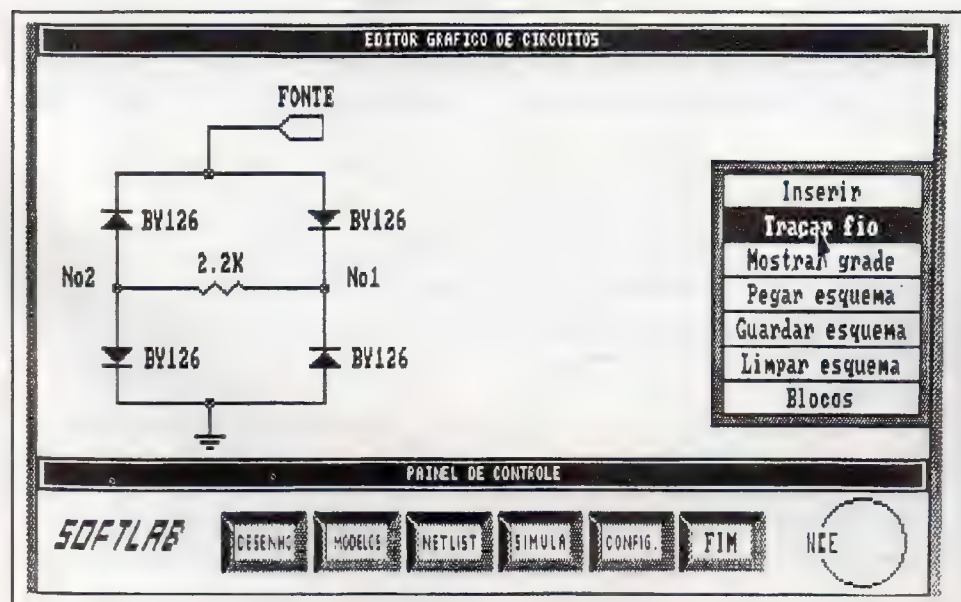 EDITOR GRAFICO DE CIRCUITOS
FONTE
BY126
BY126
No2
2.2K
No1
BY126
BY126
Inserir
Traçar fio
Mostrar grade
Pegar esquema
Guardar esquema
Limpar esquema
Blocos
PAINEL DE CONTROLE
SOFTLAB
DESENHO
MODELOS
NETLIST
SIMULA
CONFIG.
FIM
NCE